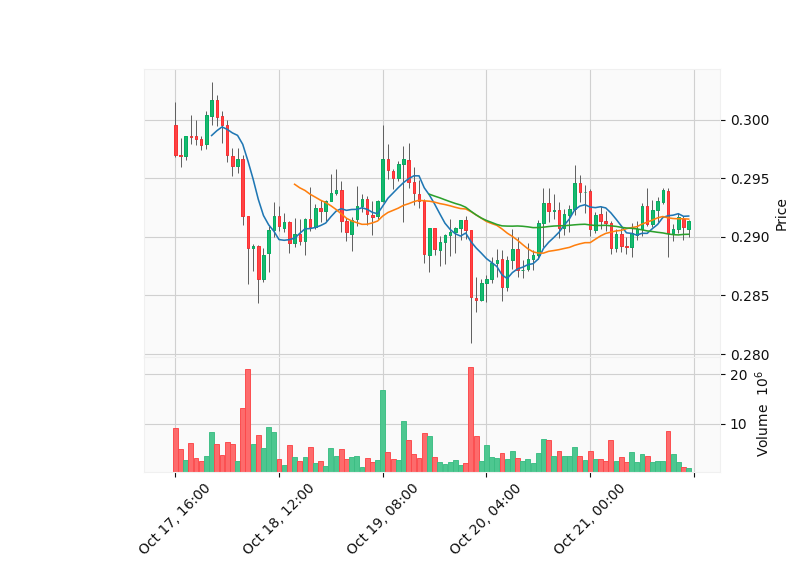 0.300
0.295
0.290
0.285
0.280
Price
20
10
Volume 10^6
Oct 17, 16:00
Oct 18, 12:00
Oct 19, 08:00
Oct 20, 04:00
Oct 21, 00:00